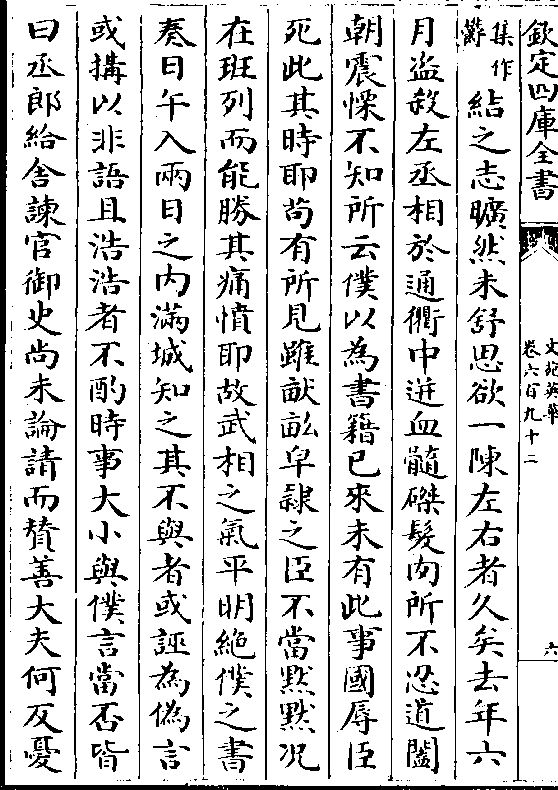 欽定四庫全書
文苑英華
卷六百九十二
六
集作
鬱結之志曠然未舒思欲一陳左右者久矣去年六
月盗殺左丞相於通衢中迸血髓磔髮肉所不忍道闔
朝震慄不知所云僕以為書籍已來未有此事國辱臣
死此其時耶苟有所見雖畎畝皁隸之臣不當黙黙况
在班列而能勝其痛憤耶故武相之氣平明絶僕之書
奏日午入兩日之内滿城知之其不與者或誣為偽言
或搆以非語且浩浩者不酌時事大小與僕言當否皆
曰丞郎給舍諫官御史尚未論請而賛善大夫何反憂